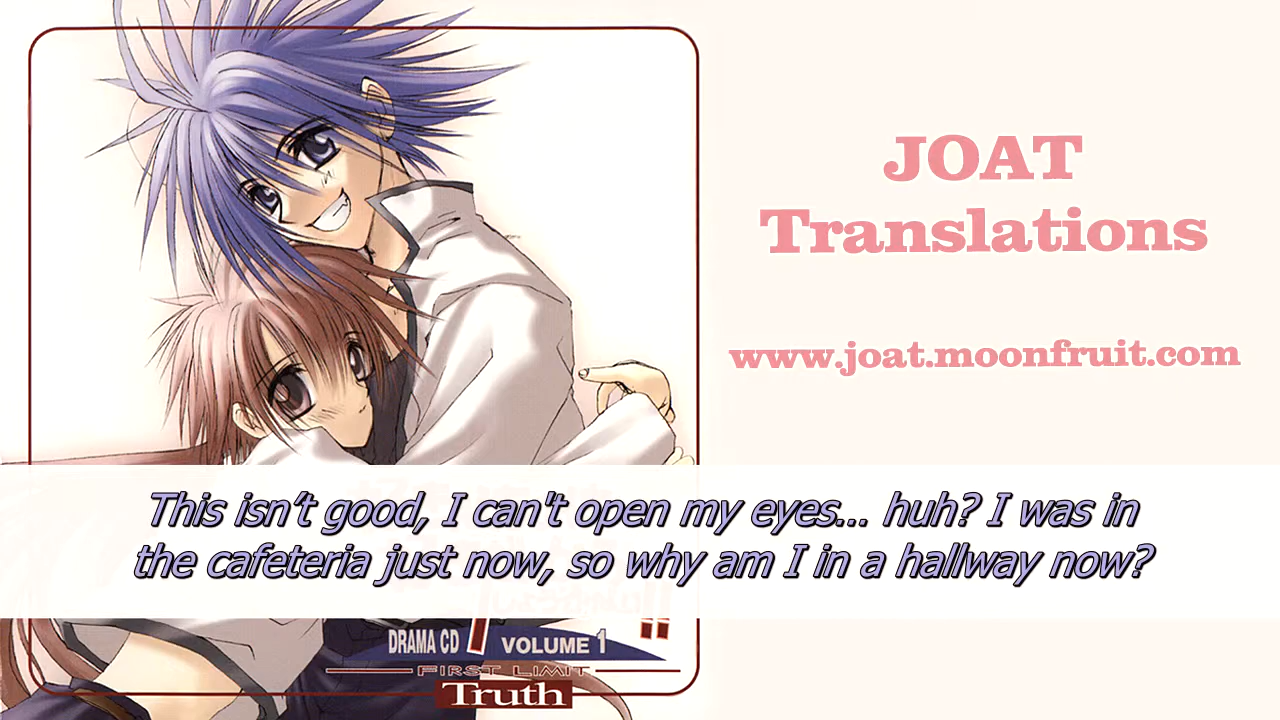 JOAT
Translations
www.joat.moonfruit.com
This isn‘t good, I can't open my eyes... huh? I was in
the cafeteria just now, so why am I in a hallway now?
!!
DRAMA CD VOLUME 1
FIRST LIMIT
Truth